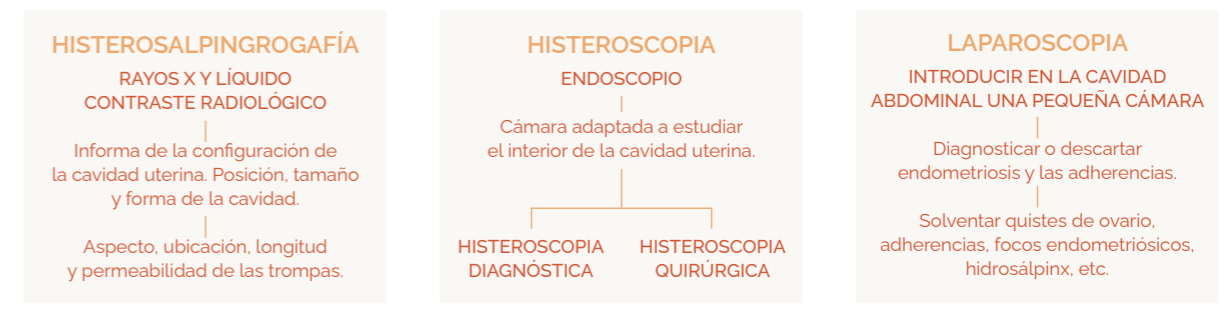 HISTEROSALPINGROGAFÍA
RAYOS X Y LÍQUIDO
CONTRASTE RADIOLÓGICO
Informa de la configuración de
la cavidad uterina. Posición, tamaño
y forma de la cavidad.
Aspecto, ubicación, longitud
y permeabilidad de las trompas.
HISTEROSCOPIA
ENDOSCOPIO
Cámara adaptada a estudiar
el interior de la cavidad uterina.
HISTEROSCOPIA
DIAGNÓSTICA
HISTEROSCOPIA
QUIRÚRGICA
LAPAROSCOPIA
INTRODUCIR EN LA CAVIDAD
ABDOMINAL UNA PEQUEÑA CÁMARA
Diagnosticar o descartar
endometriosis y las adherencias.
Solventar quistes de ovario,
adherencias, focos endometriósicos,
hidrosálpinx, etc.